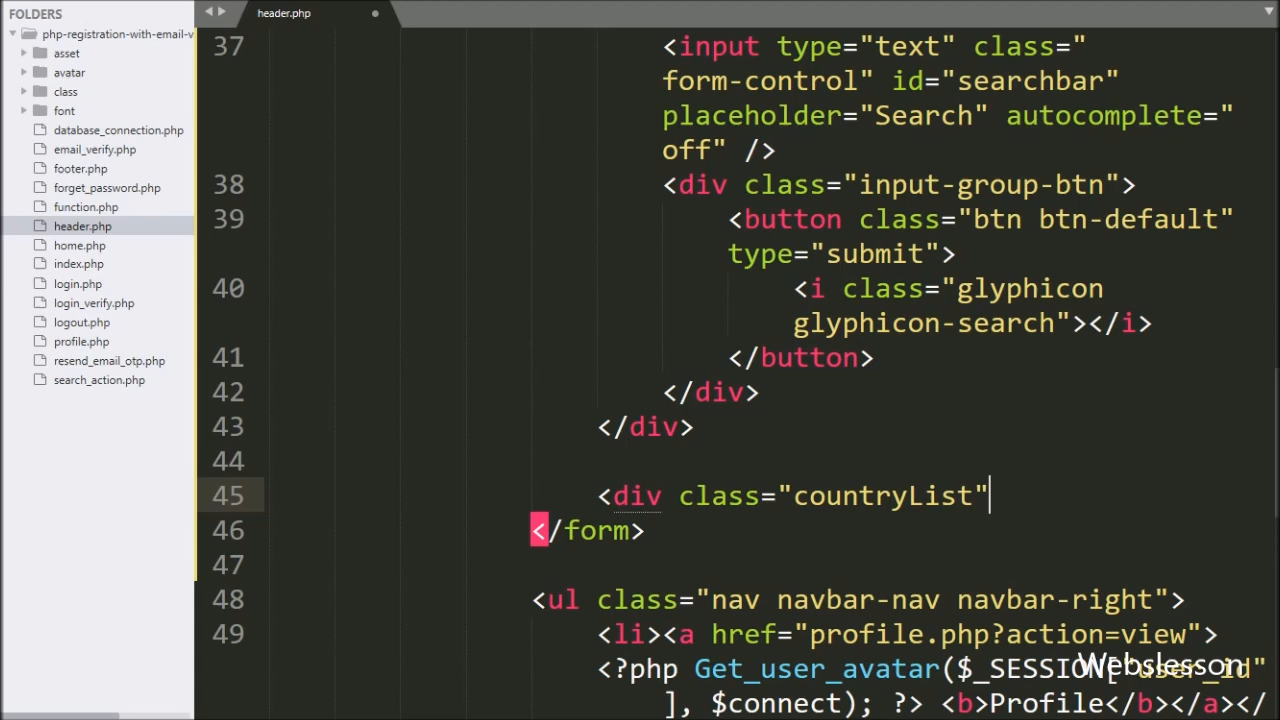 FOLDERS
php-registration-with-email-v
asset
avatar
class
font
database_connection.php
email_verify.php
footer.php
forget_password.php
function.php
header.php
home.php
index.php
login.php
login_verify.php
logout.php
profile.php
resend_email_otp.php
search_action.php
header.php
37 <input type="text" class="
form-control" id="searchbar"
placeholder="Search" autocomplete="
off" />
38 <div class="input-group-btn">
39 <button class="btn btn-default"
type="submit">
40 <i class="glyphicon
glyphicon-search"></i>
41 </button>
42 </div>
43 </div>
44
45 <div class="countryList"
46 </form>
47
48 <ul class="nav navbar-nav navbar-right">
49 <li><a href="profile.php?action=view">
<?php Get_user_avatar($_SESSION["user_id"
], $connect); ?> <b>Profile</b></a></
Webslesson